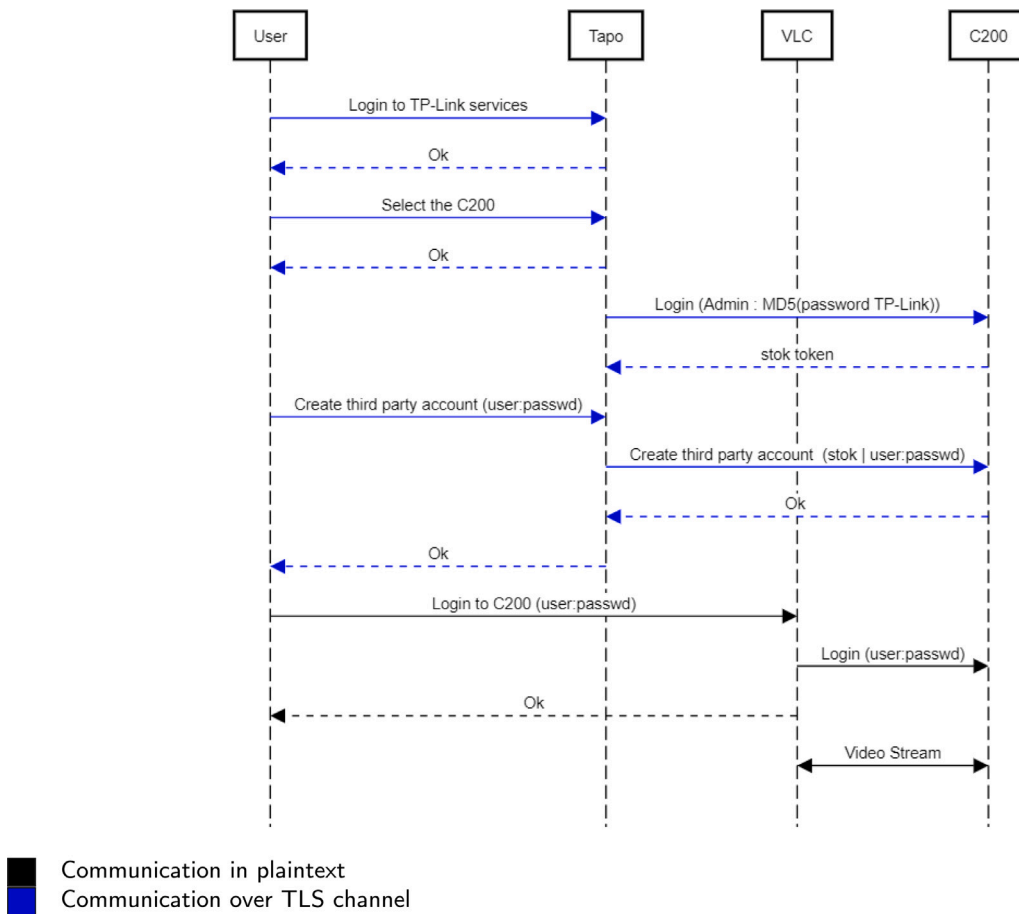 User
Tapo
VLC
C200
Login to TP-Link services
Ok
Select the C200
Ok
Login (Admin : MD5(password TP-Link))
stok token
Create third party account (user:passwd)
Create third party account (stok | user:passwd)
Ok
Ok
Login to C200 (user:passwd)
Login (user:passwd)
Ok
Video Stream
Communication in plaintext
Communication over TLS channel